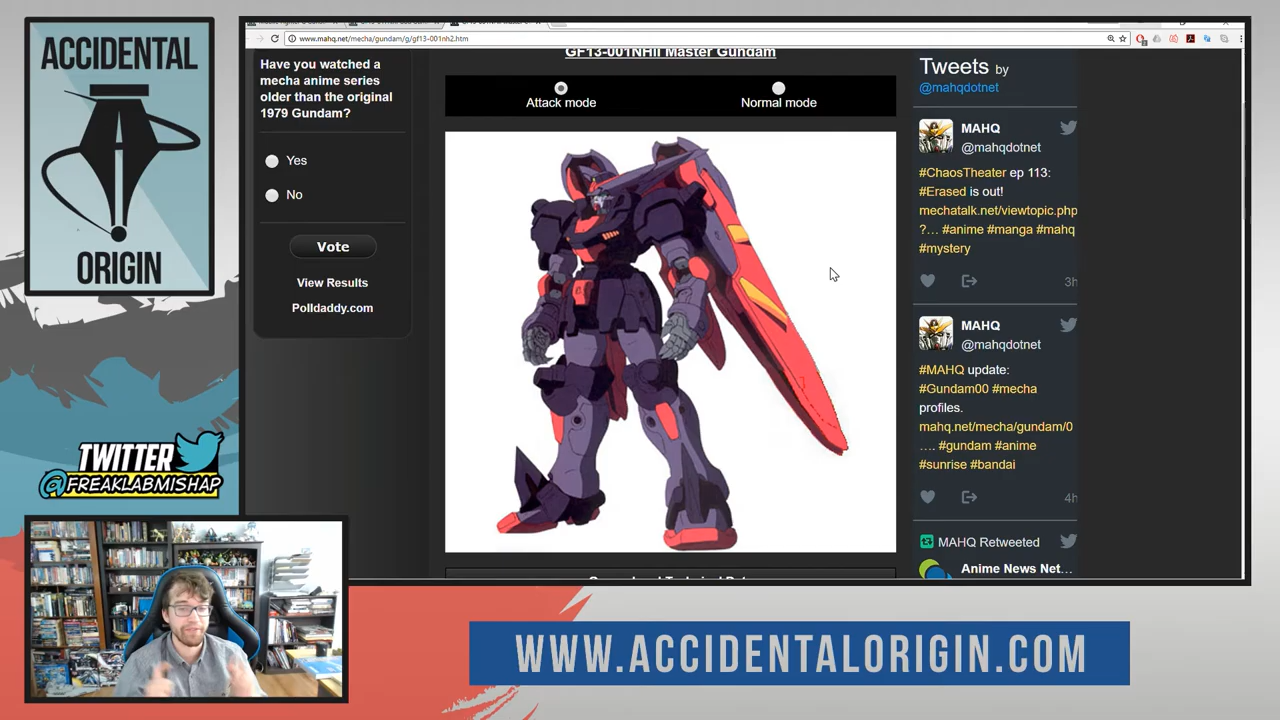 ACCIDENTAL
ORIGIN
TWITTER
@FREAKLABMISHAP
www.mahq.net/mecha/gundam/g/gf13-001nh2.htm
Have you watched a
mecha anime series
older than the original
1979 Gundam?
Yes
No
Vote
View Results
Polldaddy.com
GF13-001NHII Master Gundam
Attack mode
Normal mode
Tweets by
@mahqdotnet
MAHQ
@mahqdotnet
#ChaosTheater ep 113:
#Erased is out!
mechatalk.net/viewtopic.php
?… #anime #manga #mahq
#mystery
3h
MAHQ
@mahqdotnet
#MAHQ update:
#Gundam00 #mecha
profiles.
mahq.net/mecha/gundam/0
…. #gundam #anime
#sunrise #bandai
4h
MAHQ Retweeted
Anime News Net…
WWW.ACCIDENTALORIGIN.COM